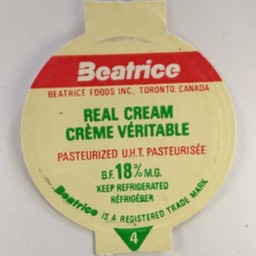 Beatrice
BEATRICE FOODS INC., TORONTO, CANADA
REAL CREAM
CRÈME VÉRITABLE
PASTEURIZED U.H.T. PASTEURISÉE
B.F. 18% M.G.
KEEP REFRIGERATED
RÉFRIGÉRER
Beatrice IS A REGISTERED TRADE MARK
4